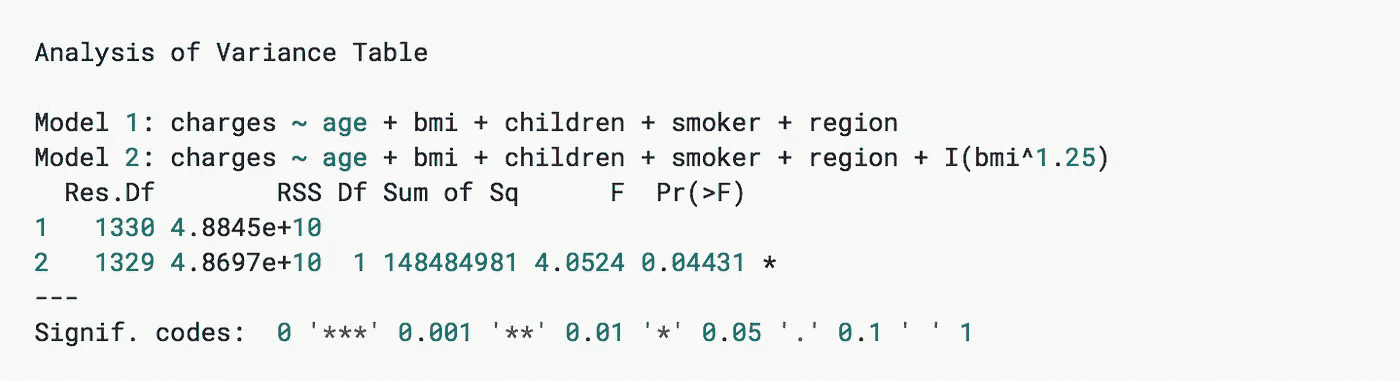 Analysis of Variance Table
Model 1: charges ~ age + bmi + children + smoker + region
Model 2: charges ~ age + bmi + children + smoker + region + I(bmi^1.25)
Res.Df RSS Df Sum of Sq F Pr(>F)
1 1330 4.8845e+10
2 1329 4.8697e+10 1 148484981 4.0524 0.04431 *
---
Signif. codes: 0 '***' 0.001 '**' 0.01 '*' 0.05 '.' 0.1 ' ' 1